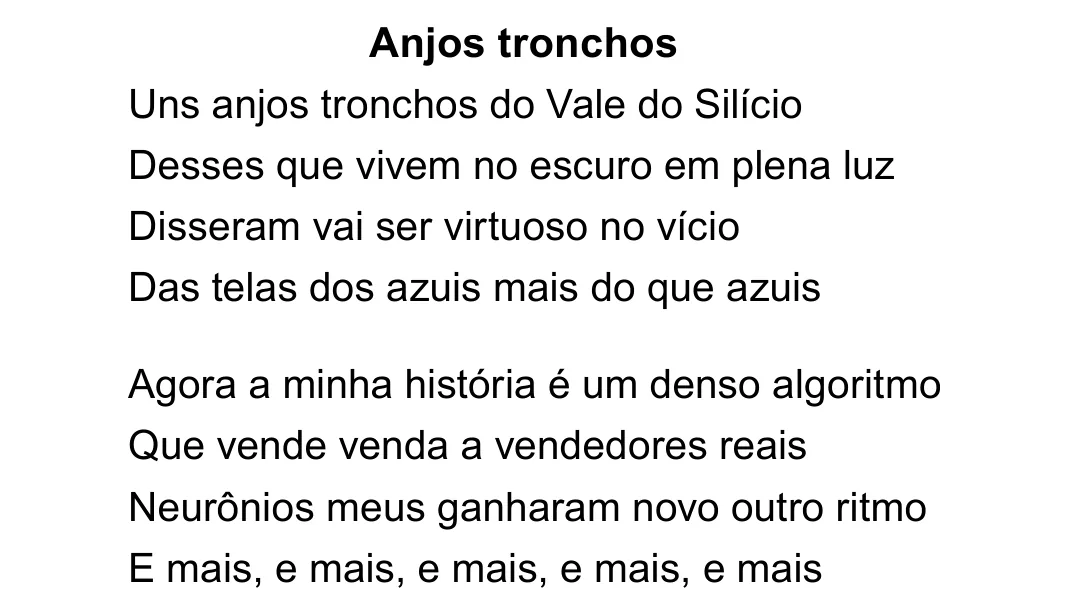 Anjos tronchos
Uns anjos tronchos do Vale do Silício
Desses que vivem no escuro em plena luz
Disseram vai ser virtuoso no vício
Das telas dos azuis mais do que azuis
Agora a minha história é um denso algoritmo
Que vende venda a vendedores reais
Neurônios meus ganharam novo outro ritmo
E mais, e mais, e mais, e mais, e mais